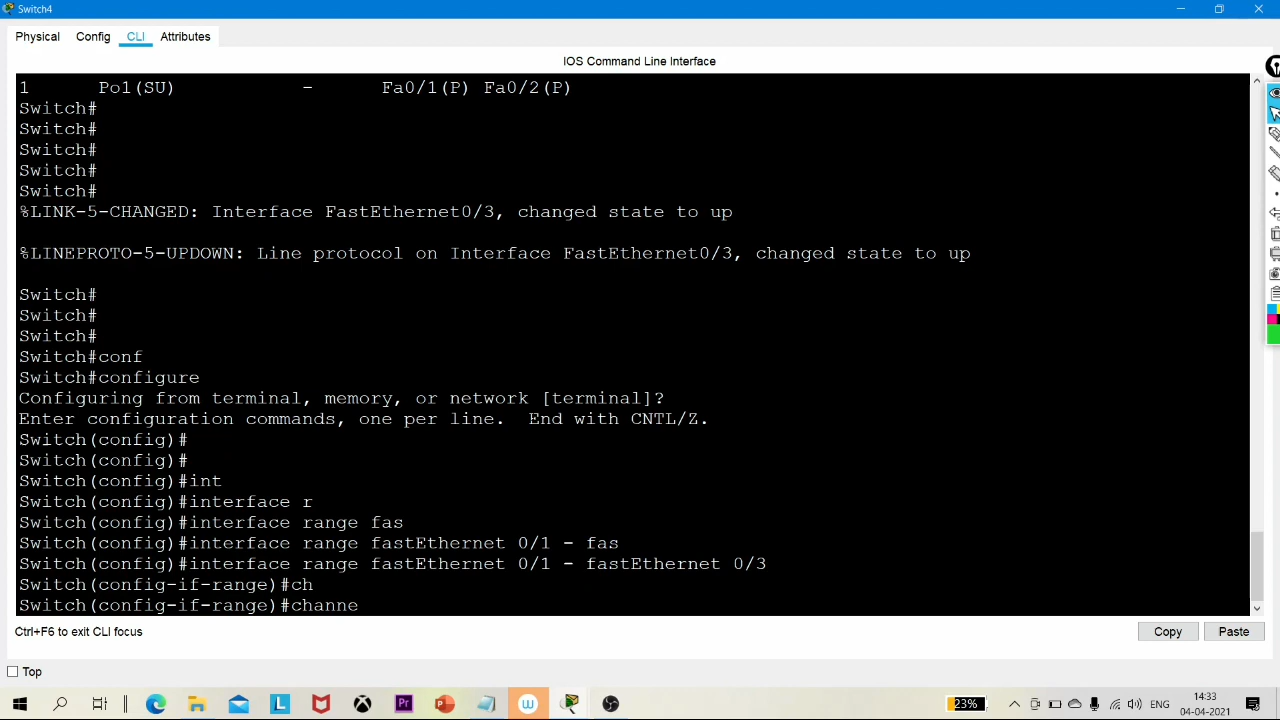 Switch4
Physical Config CLI Attributes
IOS Command Line Interface
1 Po1(SU) - Fa0/1(P) Fa0/2(P)
Switch#
Switch#
Switch#
Switch#
Switch#
%LINK-5-CHANGED: Interface FastEthernet0/3, changed state to up
%LINEPROTO-5-UPDOWN: Line protocol on Interface FastEthernet0/3, changed state to up
Switch#
Switch#
Switch#
Switch#conf
Switch#configure
Configuring from terminal, memory, or network [terminal]?
Enter configuration commands, one per line. End with CNTL/Z.
Switch(config)#
Switch(config)#
Switch(config)#int
Switch(config)#interface r
Switch(config)#interface range fas
Switch(config)#interface range fastEthernet 0/1 - fas
Switch(config)#interface range fastEthernet 0/1 - fastEthernet 0/3
Switch(config-if-range)#ch
Switch(config-if-range)#channe
Ctrl+F6 to exit CLI focus
Copy Paste
Top
L Pr P W 23% ENG 14:33
04-04-2021